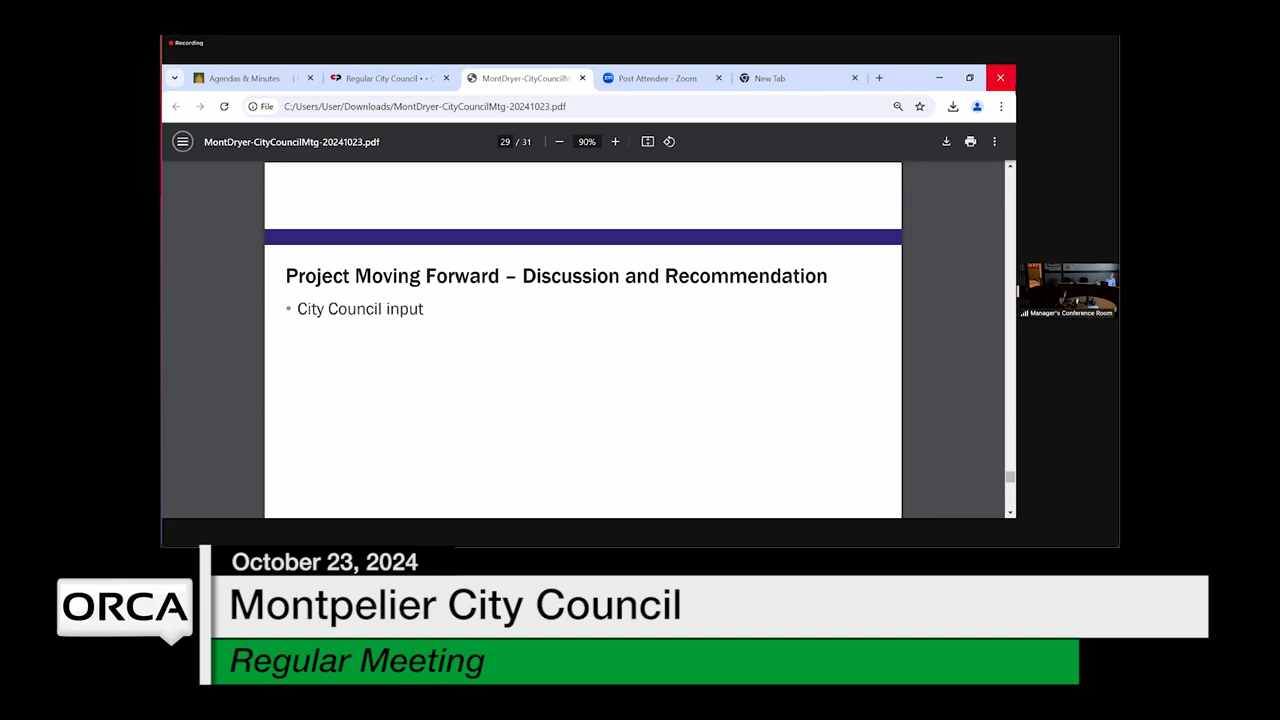 Recording
Agendas & Minutes
Regular City Council • • C
MontDryer-CityCouncilM
Post Attendee - Zoom
New Tab
File
C:/Users/User/Downloads/MontDryer-CityCouncilMtg-20241023.pdf
MontDryer-CityCouncilMtg-20241023.pdf
29 / 31
90%
Project Moving Forward – Discussion and Recommendation
• City Council input
Manager's Conference Room
October 23, 2024
ORCA
Montpelier City Council
Regular Meeting